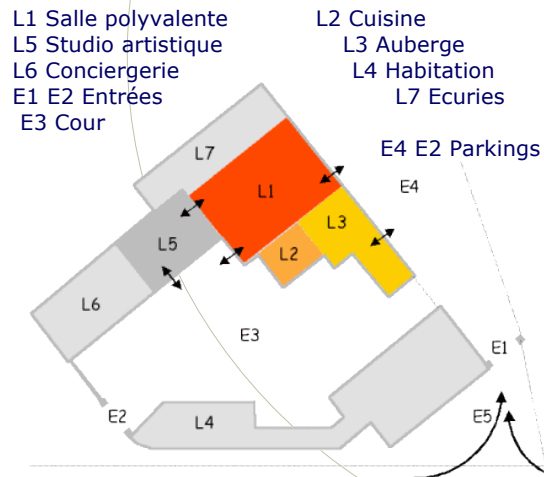 L1 Salle polyvalente L2 Cuisine
L5 Studio artistique L3 Auberge
L6 Conciergerie L4 Habitation
E1 E2 Entrées L7 Ecuries
E3 Cour
E4 E2 Parkings
L7
E4
L1
L3
L5
L2
L6
E3
E1
E2
L4
E5